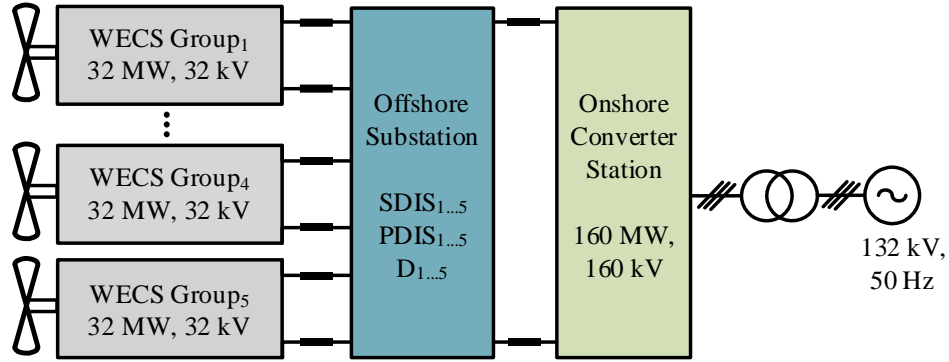 WECS Group₁
32 MW, 32 kV
WECS Group₄
32 MW, 32 kV
WECS Group₅
32 MW, 32 kV
Offshore
Substation
SDIS₁...₅
PDIS₁...₅
D₁...₅
Onshore
Converter
Station
160 MW,
160 kV
132 kV,
50 Hz